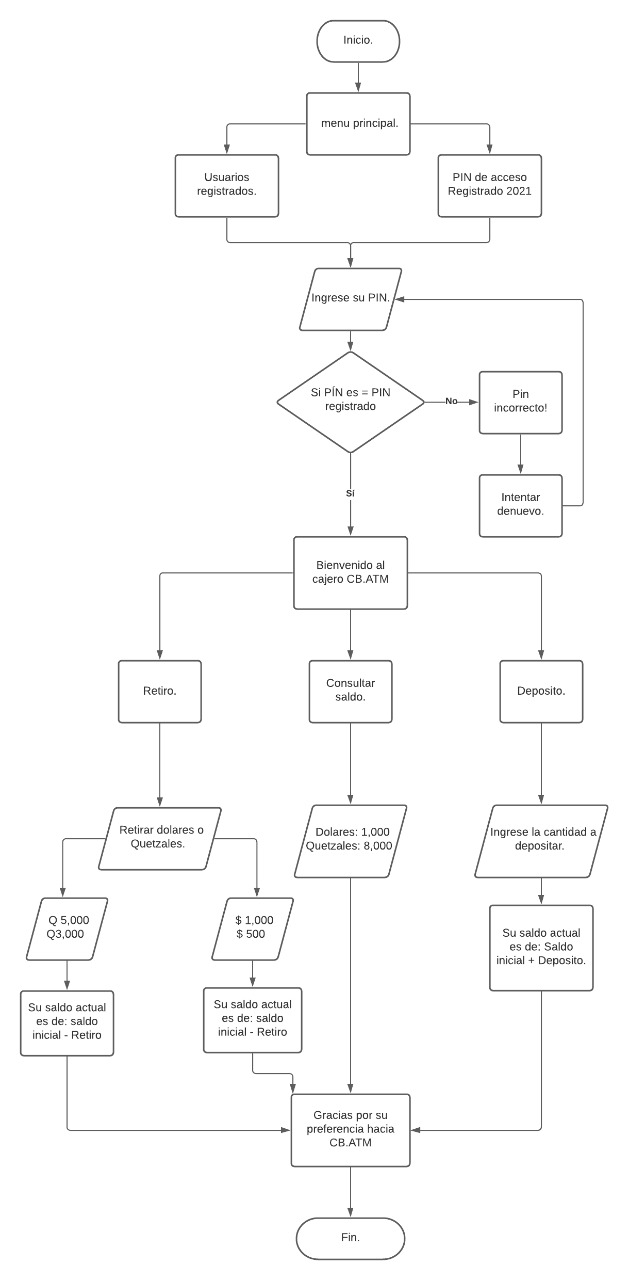 Inicio.
menu principal.
Usuarios
registrados.
PIN de acceso
Registrado 2021
Ingrese su PIN.
Si PÍN es = PIN
registrado
No
Pin
incorrecto!
Sí
Intentar
denuevo.
Bienvenido al
cajero CB.ATM
Retiro.
Consultar
saldo.
Deposito.
Retirar dolares o
Quetzales.
Dolares: 1,000
Quetzales: 8,000
Ingrese la cantidad a
depositar.
Q 5,000
Q3,000
$ 1,000
$ 500
Su saldo actual
es de: Saldo
inicial + Deposito.
Su saldo actual
es de: saldo
inicial - Retiro
Su saldo actual
es de: saldo
inicial - Retiro
Gracias por su
preferencia hacia
CB.ATM
Fin.